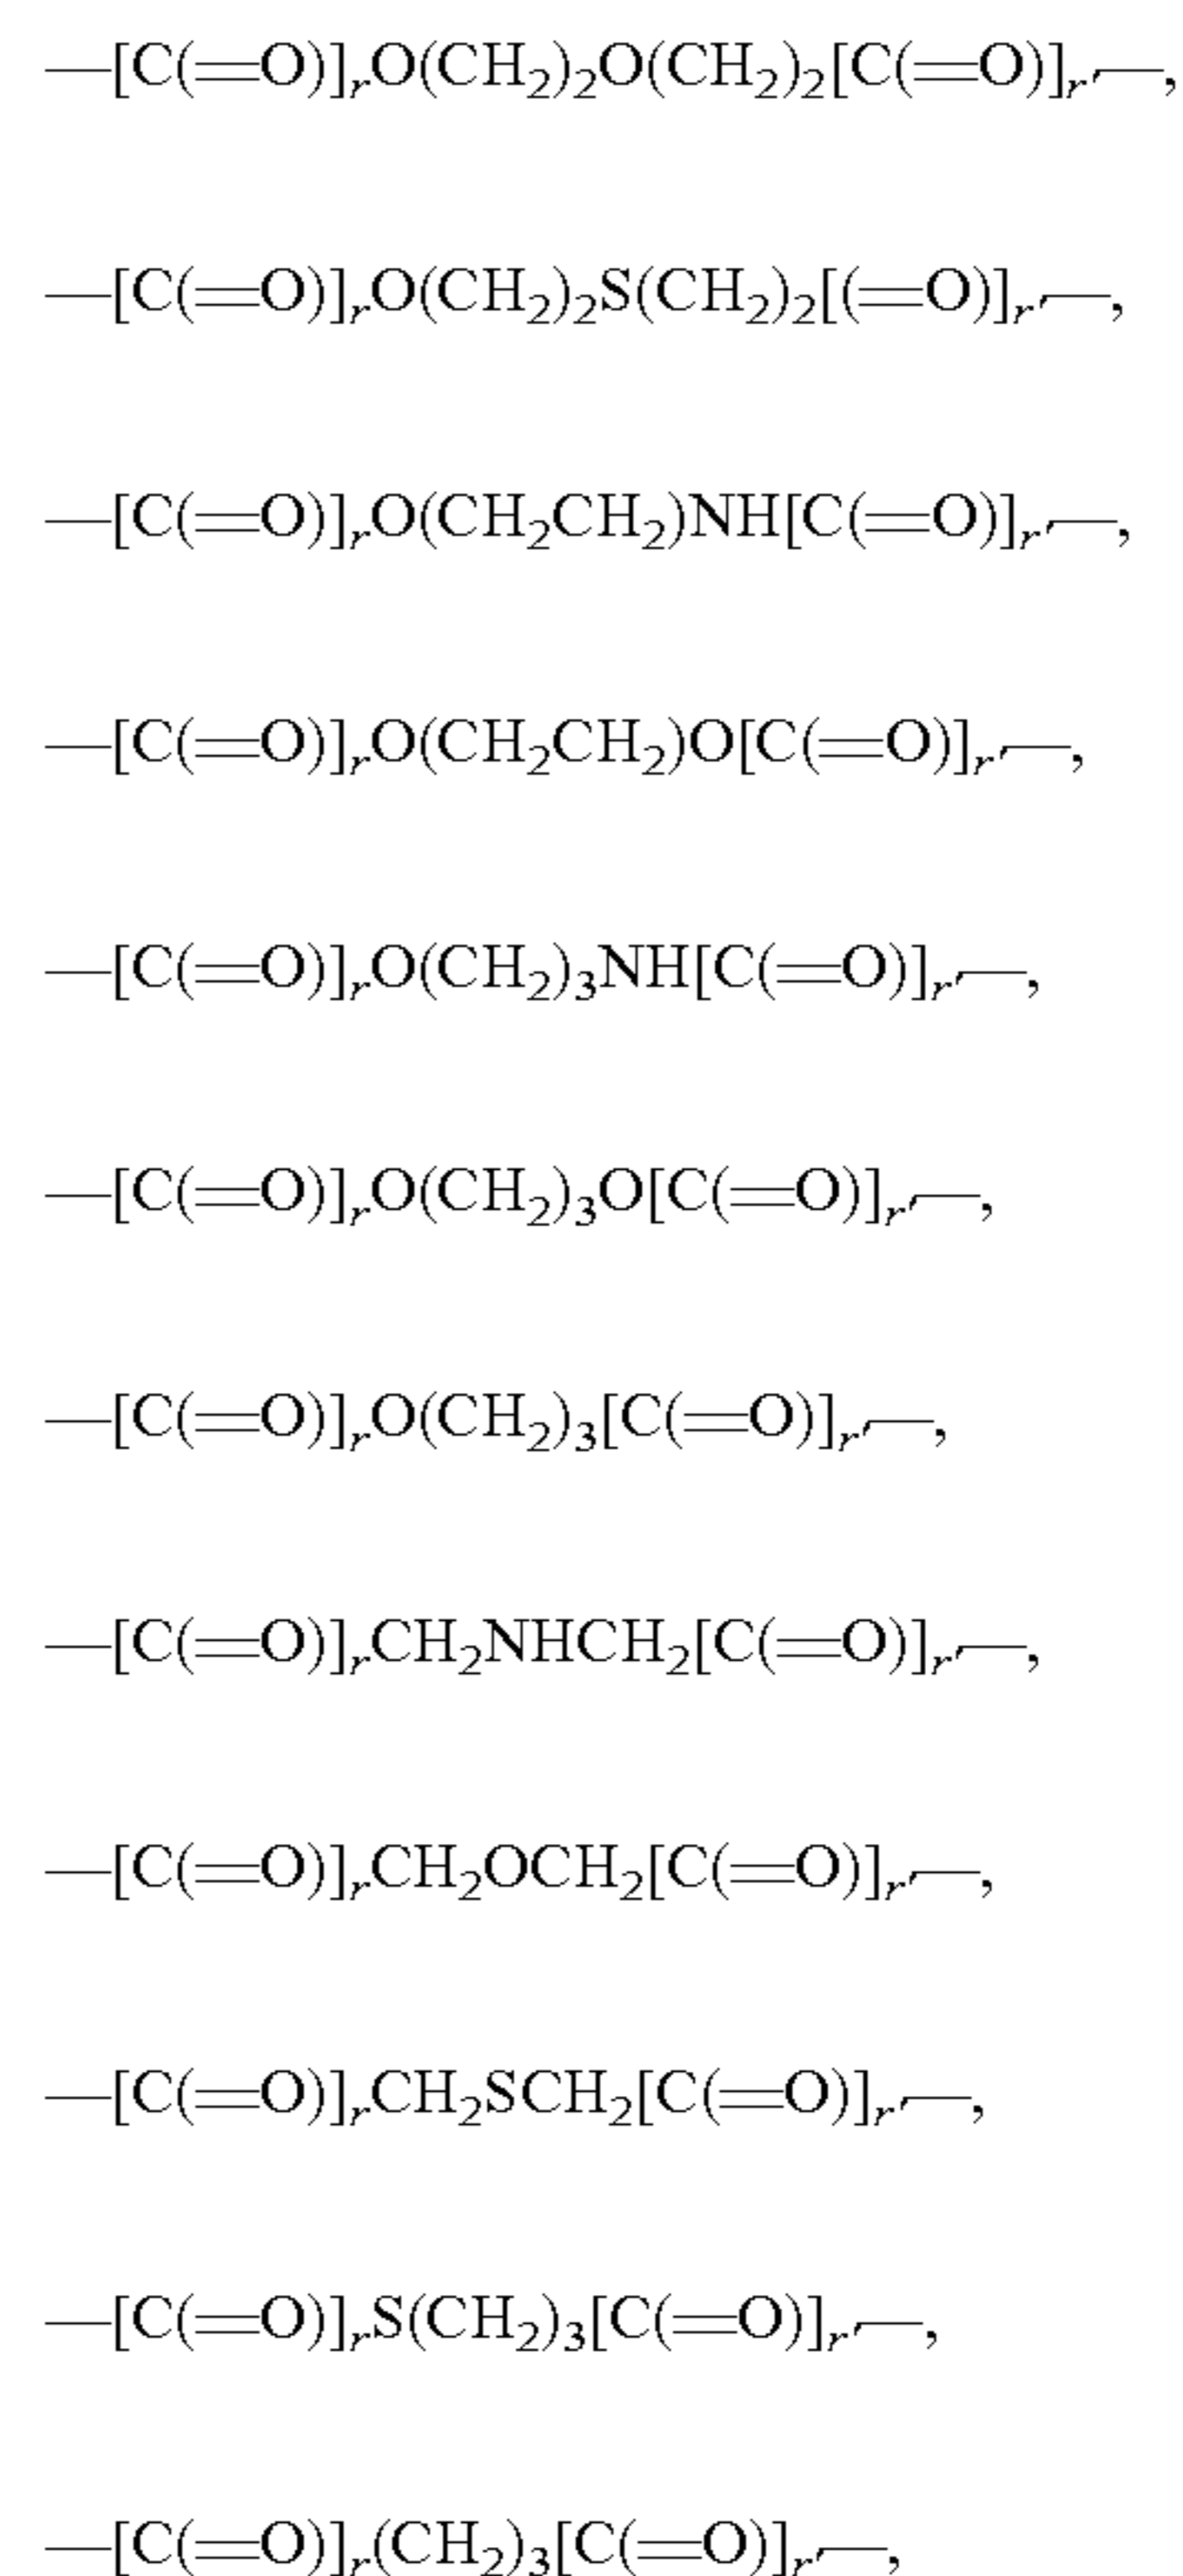 —[C(═O)]ᵣO(CH₂)₂O(CH₂)₂[C(═O)]ᵣ′—,
—[C(═O)]ᵣO(CH₂)₂S(CH₂)₂[(═O)]ᵣ′—,
—[C(═O)]ᵣO(CH₂CH₂)NH[C(═O)]ᵣ′—,
—[C(═O)]ᵣO(CH₂CH₂)O[C(═O)]ᵣ′—,
—[C(═O)]ᵣO(CH₂)₃NH[C(═O)]ᵣ′—,
—[C(═O)]ᵣO(CH₂)₃O[C(═O)]ᵣ′—,
—[C(═O)]ᵣO(CH₂)₃[C(═O)]ᵣ′—,
—[C(═O)]ᵣCH₂NHCH₂[C(═O)]ᵣ′—,
—[C(═O)]ᵣCH₂OCH₂[C(═O)]ᵣ′—,
—[C(═O)]ᵣCH₂SCH₂[C(═O)]ᵣ′—,
—[C(═O)]ᵣS(CH₂)₃[C(═O)]ᵣ′—,
—[C(═O)]ᵣ(CH₂)₃[C(═O)]ᵣ′—,